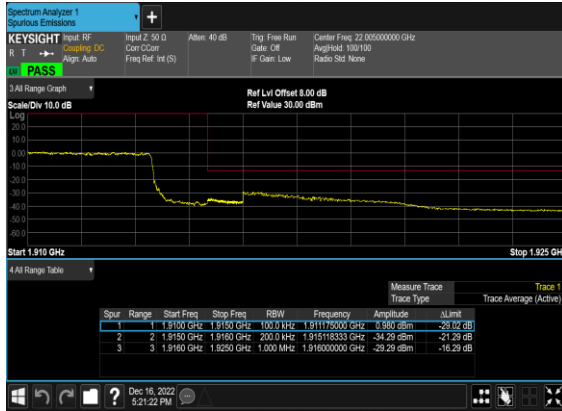 Spectrum Analyzer 1
Spurious Emissions
KEYSIGHT
R T
Input: RF
Coupling: DC
Align: Auto
Input Z: 50 Ω
Corr CCorr
Freq Ref: Int (S)
Atten: 40 dB
Trig: Free Run
Gate: Off
IF Gain: Low
Center Freq: 22.005000000 GHz
Avg|Hold: 100/100
Radio Std: None
PASS
3 All Range Graph
Ref Lvl Offset 8.00 dB
Scale/Div 10.0 dB
Ref Value 30.00 dBm
Log
20.0
10.0
0.00
-10.0
-20.0
-30.0
-40.0
-50.0
-60.0
Start 1.910 GHz
Stop 1.925 GH
4 All Range Table
Measure Trace Trace 1
Trace Type Trace Average (Active)
Spur Range Start Freq Stop Freq RBW Frequency Amplitude ΔLimit
1 1 1.9100 GHz 1.9150 GHz 100.0 kHz 1.911175000 GHz 0.980 dBm -29.02 dB
2 2 1.9150 GHz 1.9160 GHz 200.0 kHz 1.915118333 GHz -34.29 dBm -21.29 dB
3 3 1.9160 GHz 1.9250 GHz 1.000 MHz 1.916000000 GHz -29.29 dBm -16.29 dB
Dec 16, 2022
5:21:22 PM